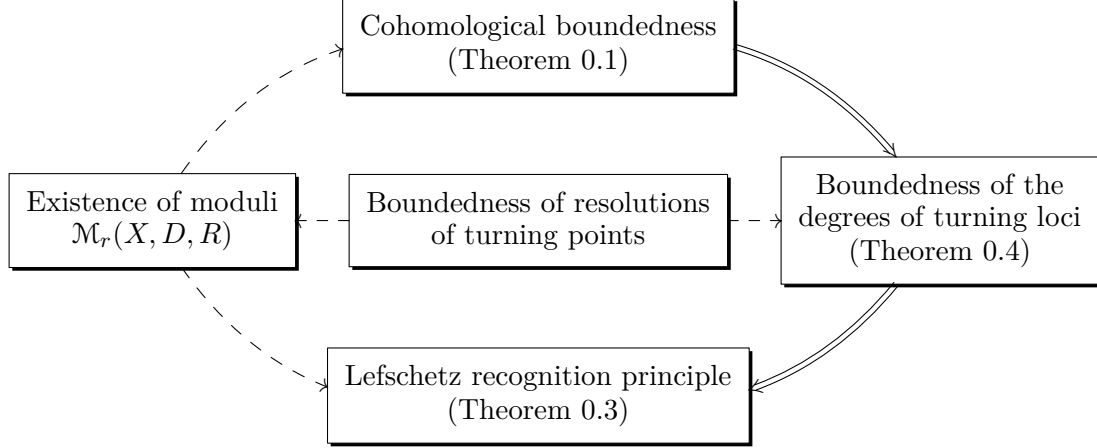 Cohomological boundedness
(Theorem 0.1)
Existence of moduli
ℳ_r(X, D, R)
Boundedness of resolutions
of turning points
Boundedness of the
degrees of turning loci
(Theorem 0.4)
Lefschetz recognition principle
(Theorem 0.3)